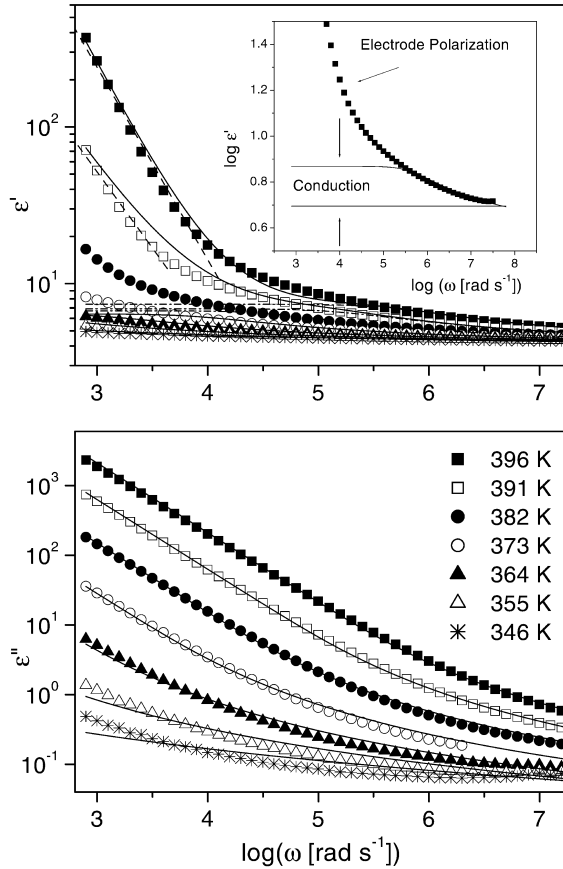 1.4
1.2
1.0
0.8
0.6
log ε'
Electrode Polarization
Conduction
3 4 5 6 7 8
log (ω [rad s⁻¹])
10²
10¹
ε'
3 4 5 6 7
10³
10²
10¹
10⁰
10⁻¹
ε''
396 K
391 K
382 K
373 K
364 K
355 K
346 K
3 4 5 6 7
log(ω [rad s⁻¹])